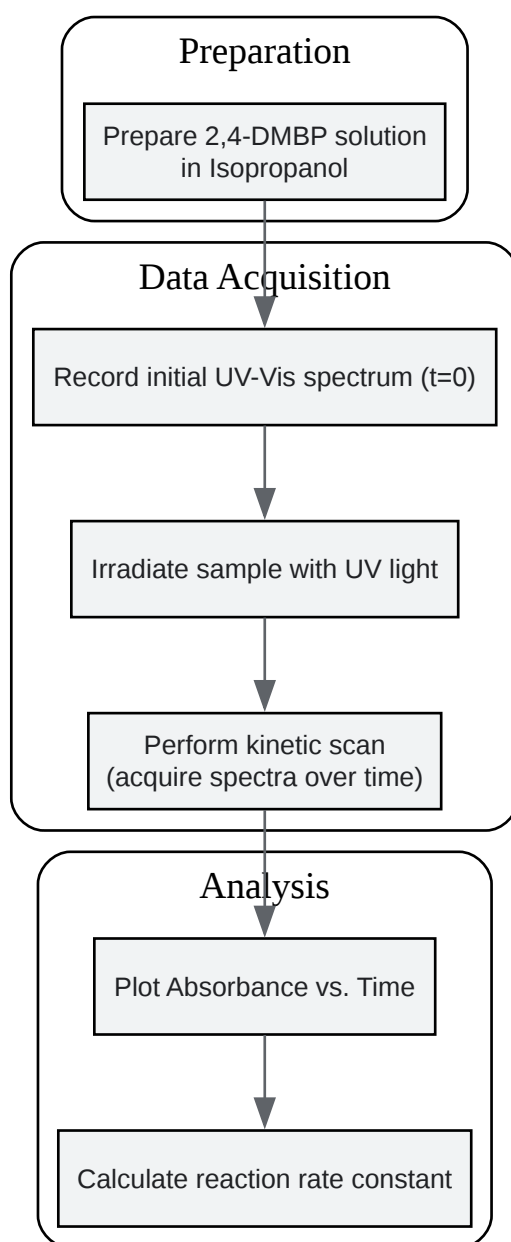 Preparation
Prepare 2,4-DMBP solution
in Isopropanol
Data Acquisition
Record initial UV-Vis spectrum (t=0)
Irradiate sample with UV light
Perform kinetic scan
(acquire spectra over time)
Analysis
Plot Absorbance vs. Time
Calculate reaction rate constant